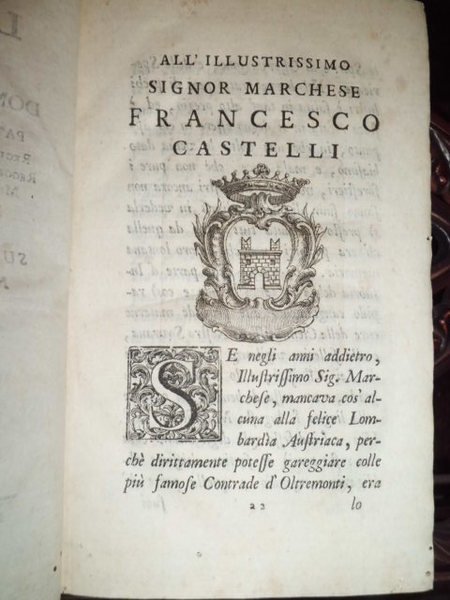 ALL' ILLUSTRISSIMO
SIGNOR MARCHESE
FRANCESCO
CASTELLI
SE negli anni addietro,
Illustrissimo Sig. Mar-
chese, mancava cos' al-
cuna alla felice Lom-
bardia Austriaca, per-
chè dirittamente potesse gareggiare colle
più famose Contrade d' Oltremonti, era
a 2 lo